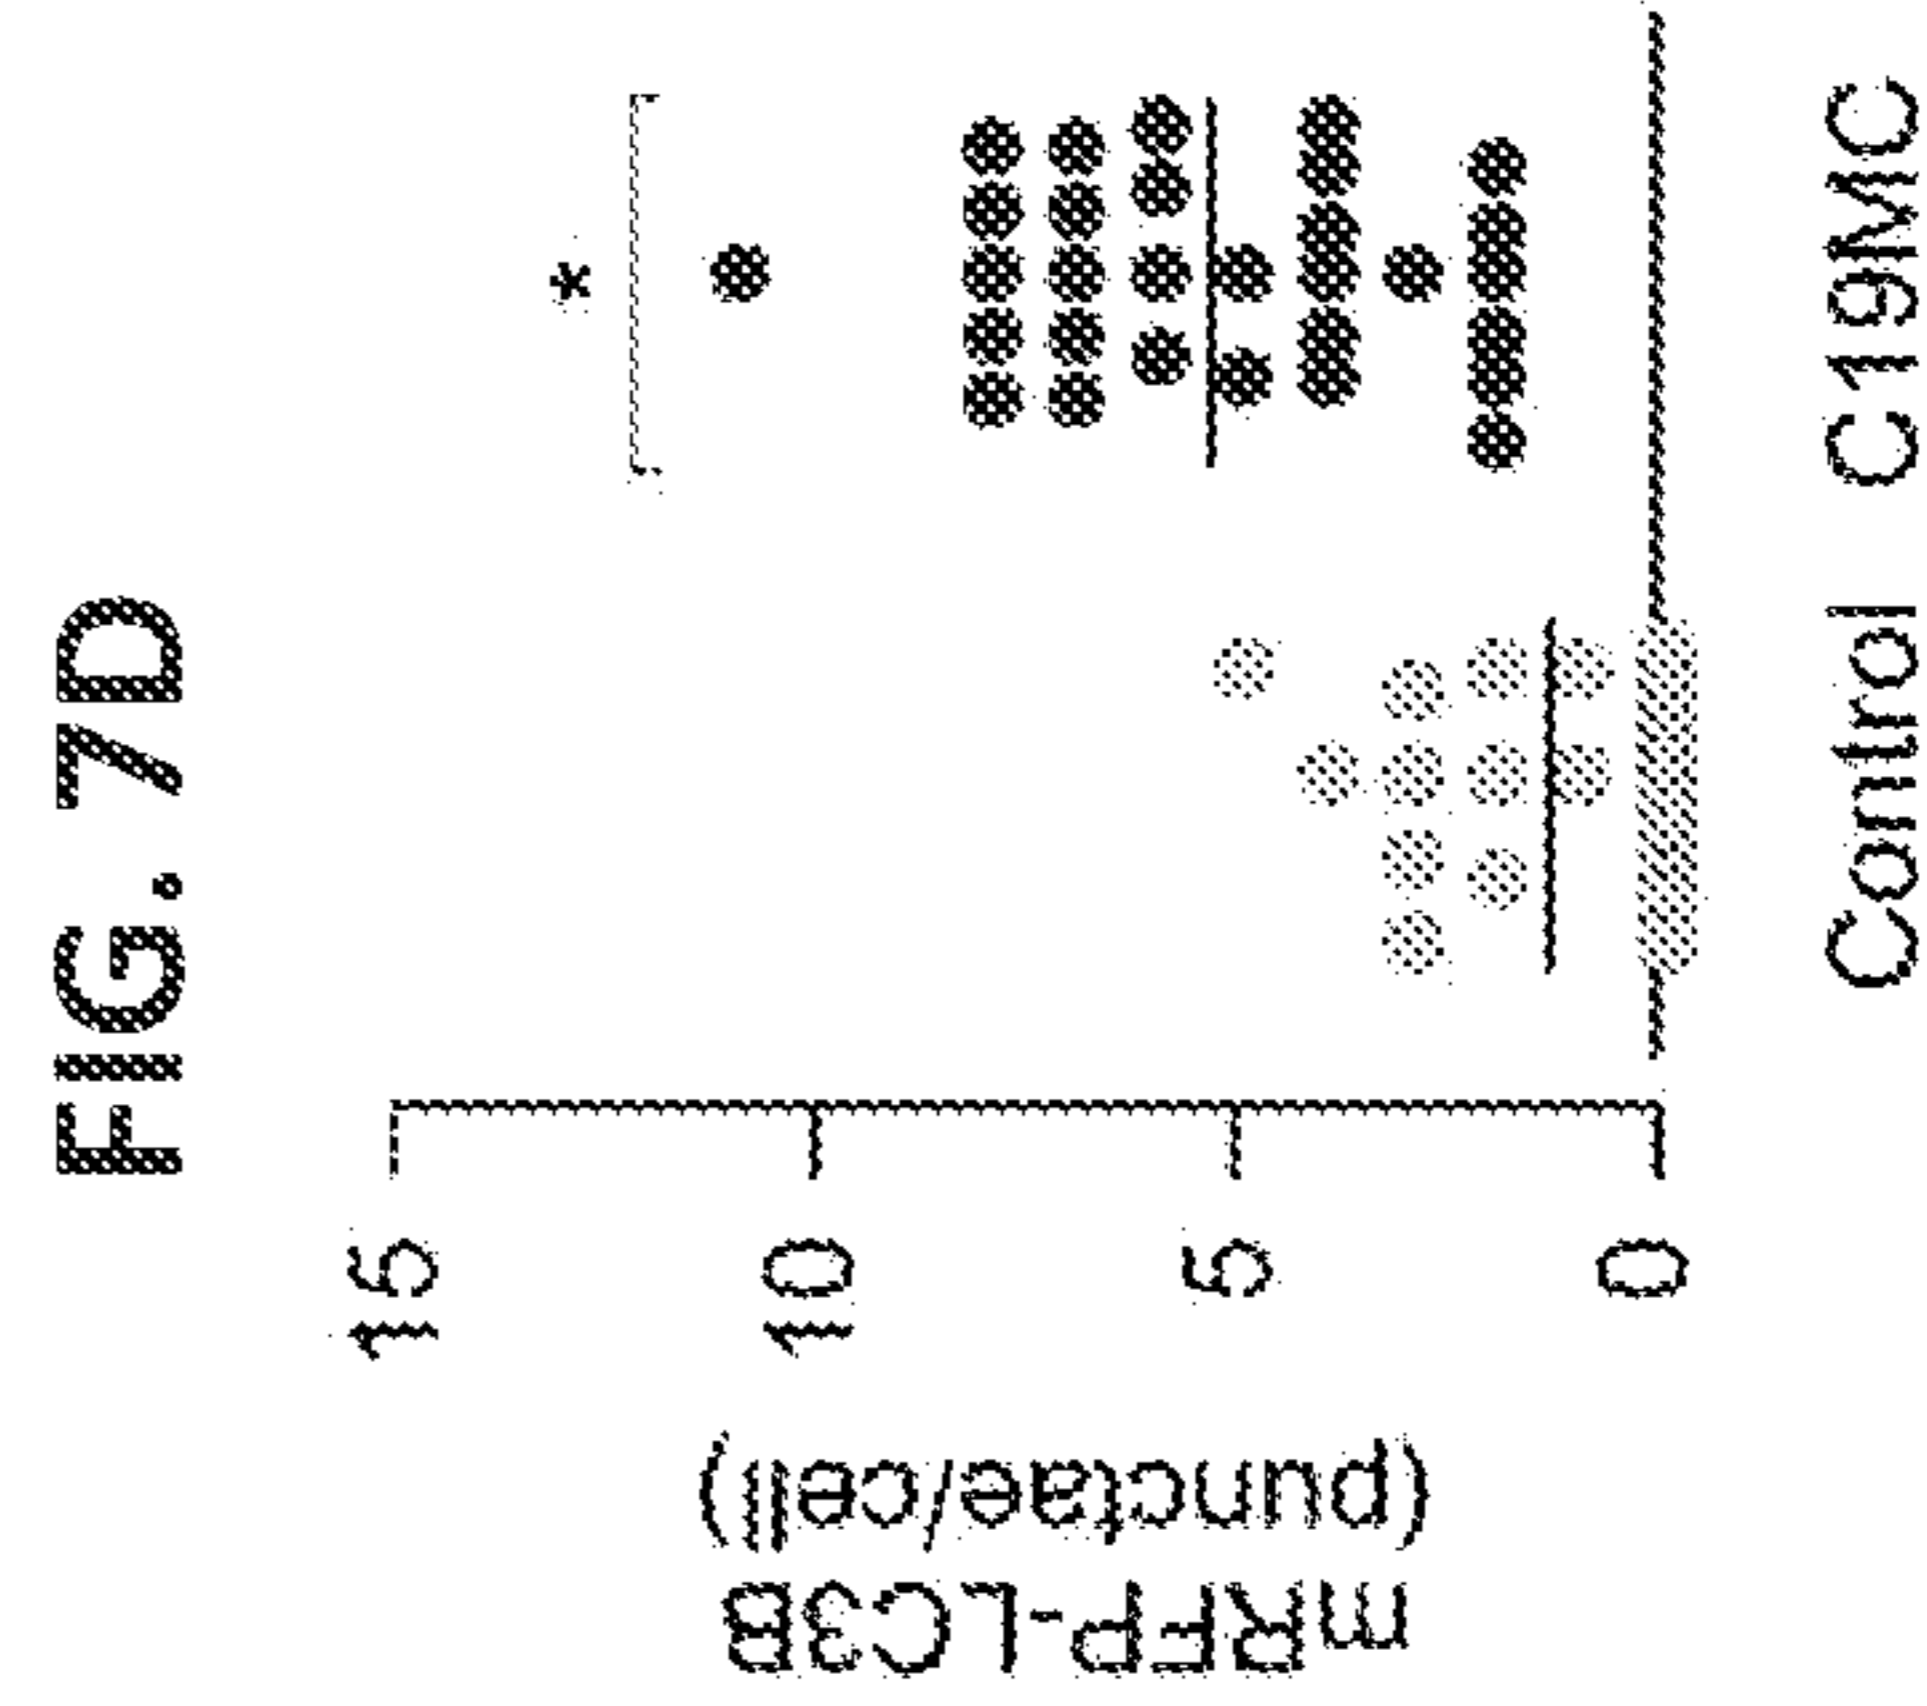 FIG. 7D
mRFP-LC3B
(punctae/cell)
15
10
5
0
*
Control C19MC